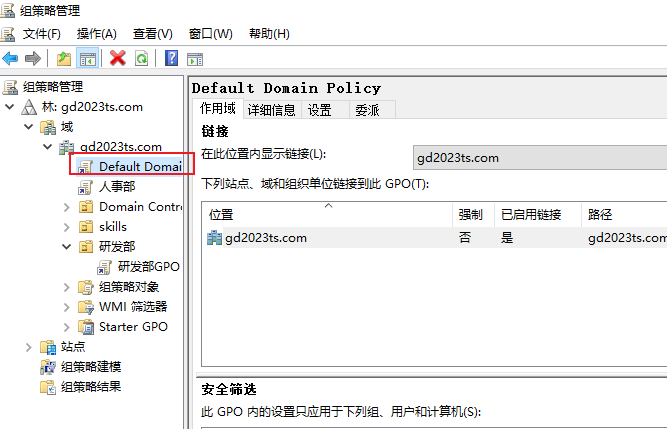 组策略管理
文件(F) 操作(A) 查看(V) 窗口(W) 帮助(H)
组策略管理
林: gd2023ts.com
域
gd2023ts.com
Default Domai
人事部
Domain Contr
skills
研发部
研发部GPO
组策略对象
WMI 筛选器
Starter GPO
站点
组策略建模
组策略结果
Default Domain Policy
作用域 详细信息 设置 委派
链接
在此位置内显示链接(L): gd2023ts.com
下列站点、域和组织单位链接到此 GPO(T):
位置 强制 已启用链接 路径
gd2023ts.com 否 是 gd2023ts.com
安全筛选
此 GPO 内的设置只应用于下列组、用户和计算机(S):